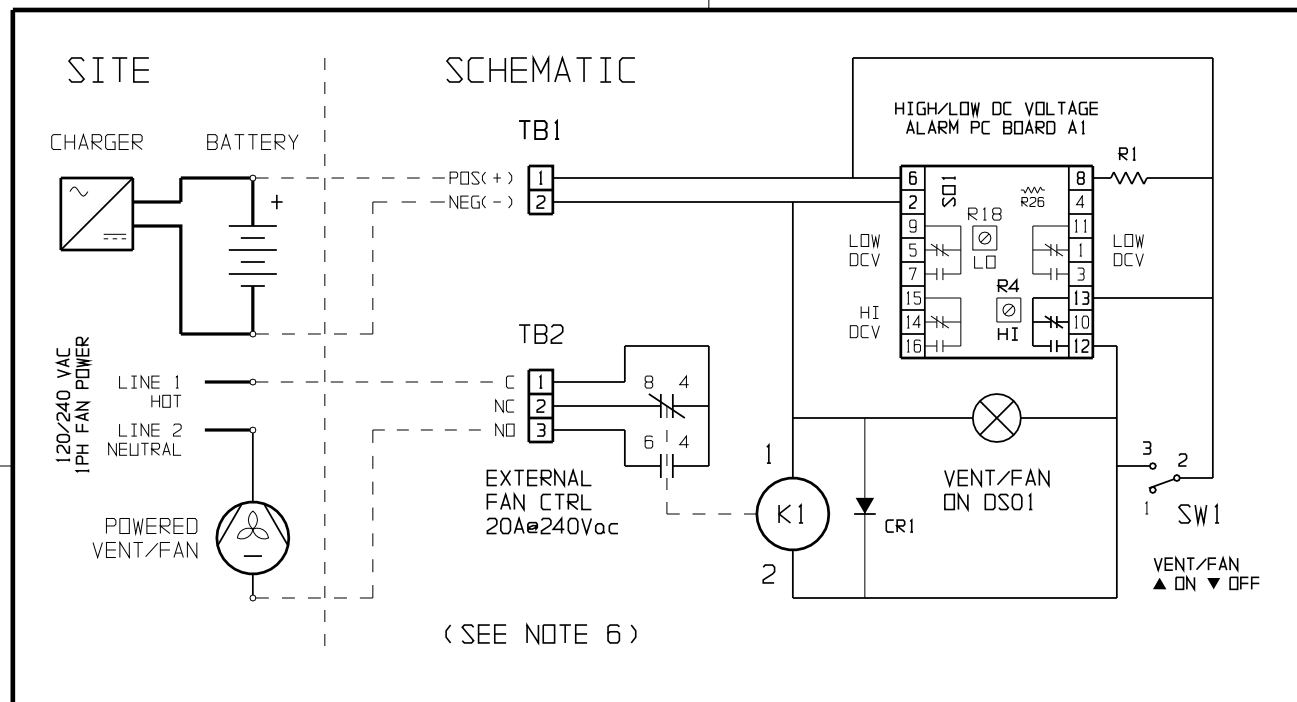 SITE
SCHEMATIC
CHARGER
BATTERY
+
TB1
POS(+)
1
NEG(-)
2
HIGH/LOW DC VOLTAGE
ALARM PC BOARD A1
6
2
9
5
7
15
14
16
SO1
R26
R18
LO
R4
HI
8
4
11
1
3
13
10
12
R1
LOW
DCV
HI
DCV
LOW
DCV
120/240 VAC
1PH FAN POWER
LINE 1
HOT
LINE 2
NEUTRAL
POWERED
VENT/FAN
TB2
C
1
NC
2
NO
3
8 4
6 4
EXTERNAL
FAN CTRL
20A@240Vac
1
K1
2
CR1
VENT/FAN
ON DS01
3
2
1
SW1
VENT/FAN
▲ ON ▼ OFF
(SEE NOTE 6)